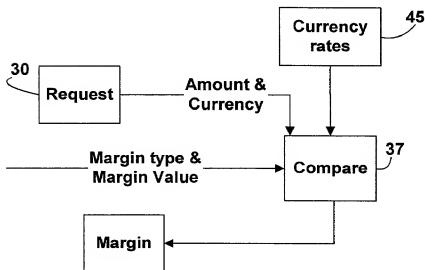 Currency
rates
45
30
Request
Amount &
Currency
Margin type &
Margin Value
Compare
37
Margin